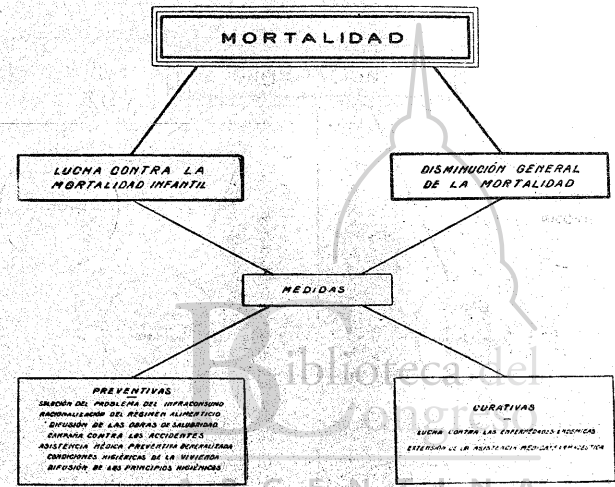 MORTALIDAD
LUCHA CONTRA LA
MORTALIDAD INFANTIL
DISMINUCIÓN GENERAL
DE LA MORTALIDAD
MEDIDAS
PREVENTIVAS
SOLUCIÓN DEL PROBLEMA DEL INFRACONSUMO
RACIONALIZACIÓN DEL RÉGIMEN ALIMENTICIO
DIFUSIÓN DE LAS OBRAS DE SALUBRIDAD
CAMPAÑA CONTRA LOS ACCIDENTES
ASISTENCIA MÉDICA PREVENTIVA GENERALIZADA
CONDICIONES HIGIÉNICAS DE LA VIVIENDA
DIFUSIÓN DE LOS PRINCIPIOS HIGIÉNICOS
CURATIVAS
LUCHA CONTRA LAS ENFERMEDADES ENDÉMICAS
EXTENSIÓN DE LA ASISTENCIA MÉDICA Y FARMACÉUTICA
Biblioteca del
Congreso
ARGENTINA